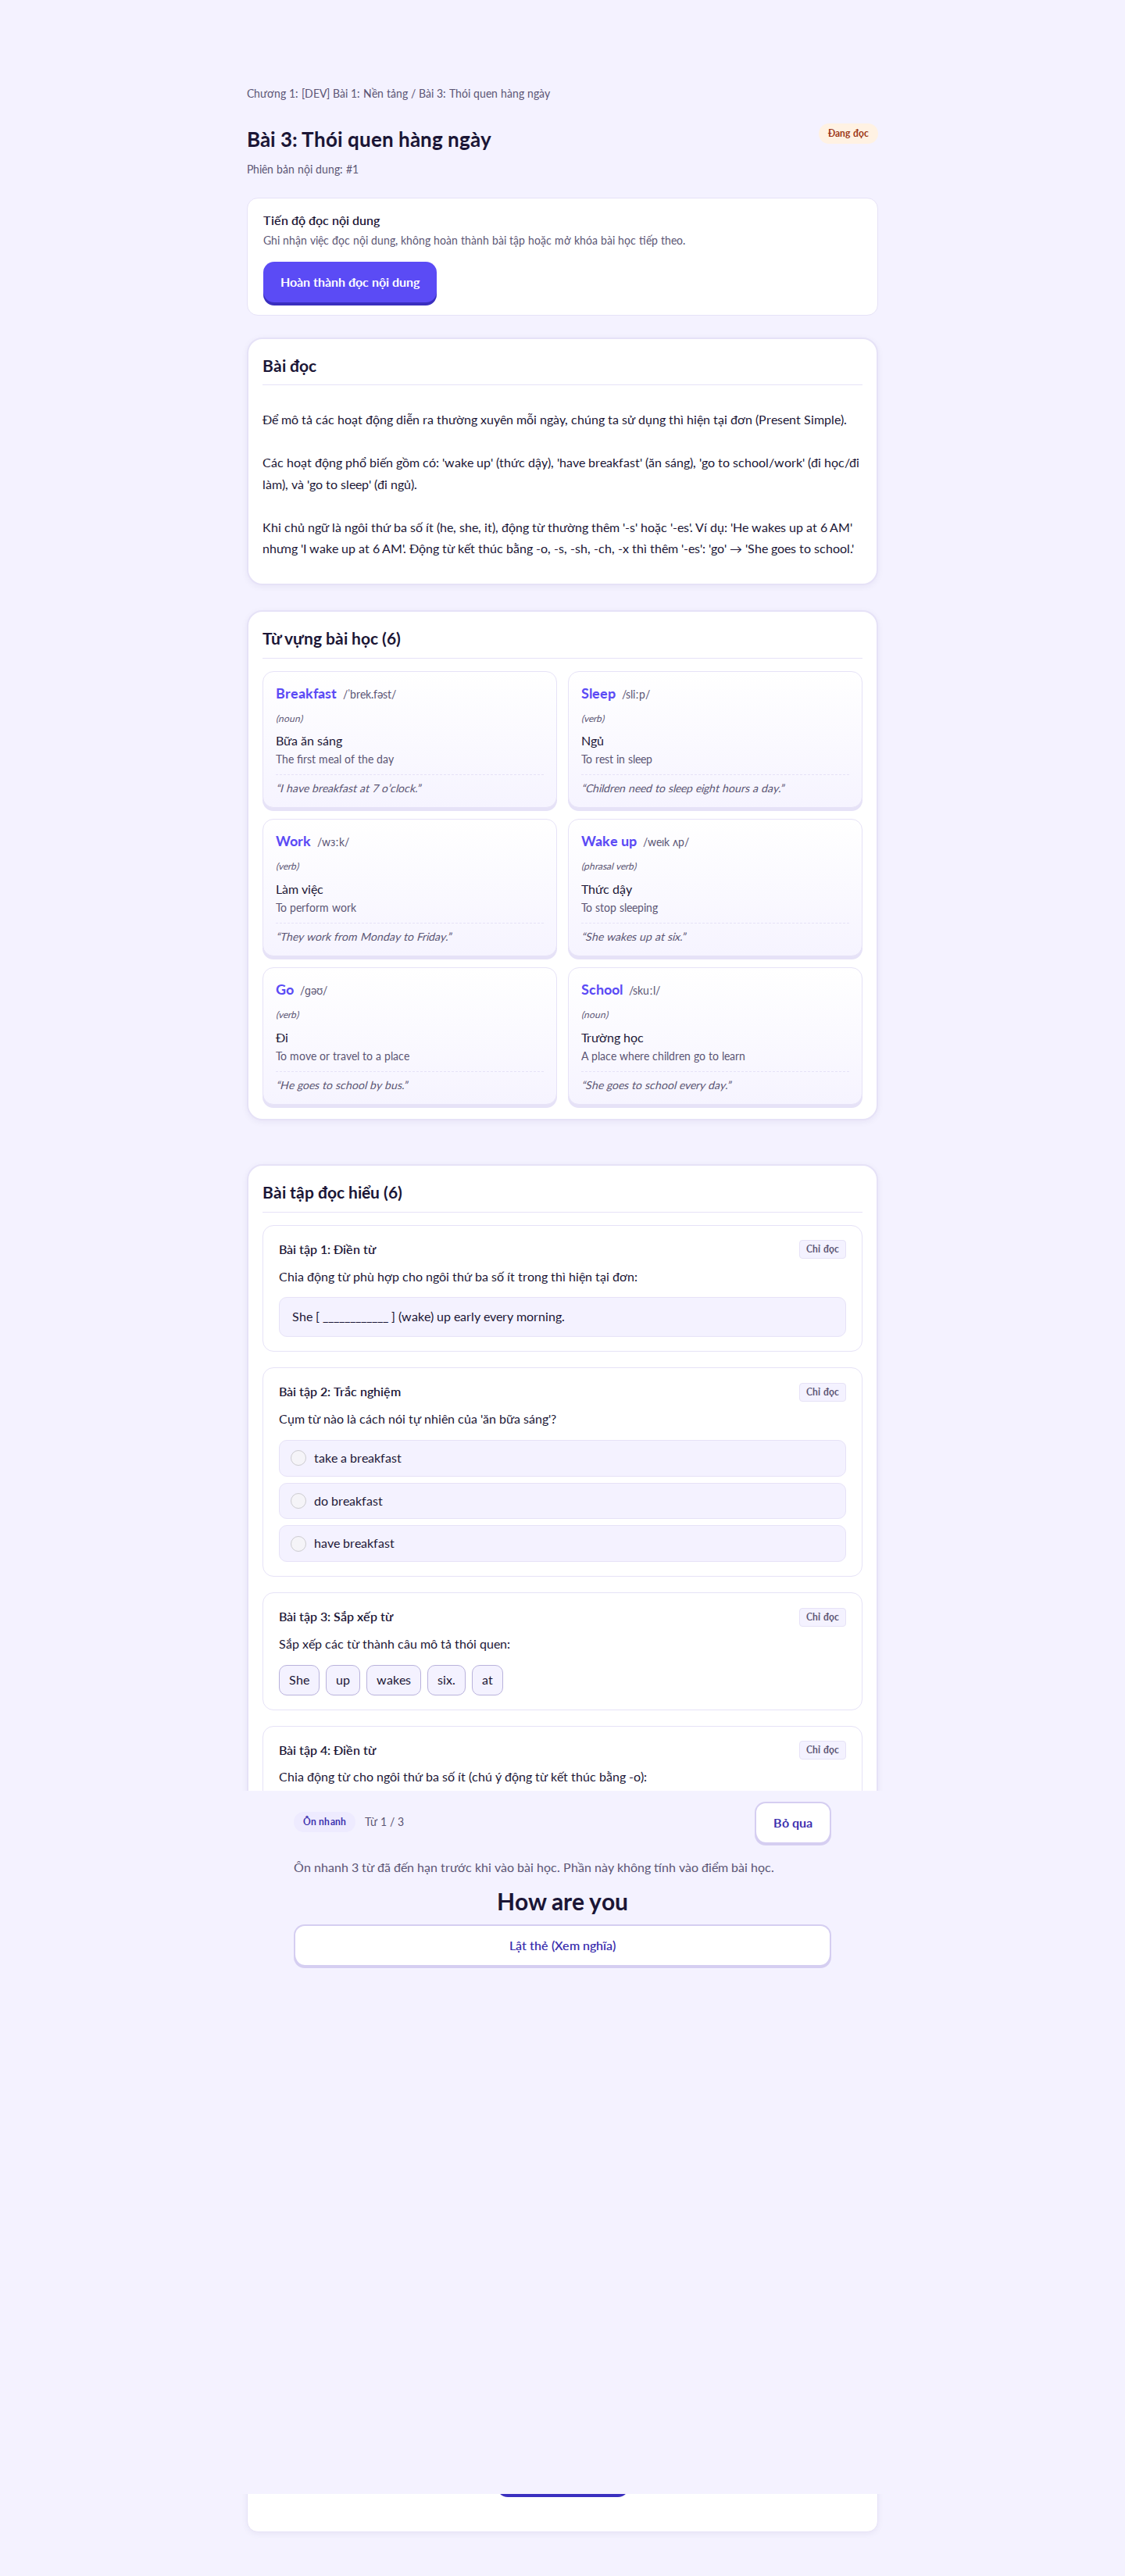 Chương 1: [DEV] Bài 1: Nền tảng / Bài 3: Thói quen hàng ngày
Bài 3: Thói quen hàng ngày
Đang đọc
Phiên bản nội dung: #1
Tiến độ đọc nội dung
Ghi nhận việc đọc nội dung, không hoàn thành bài tập hoặc mở khóa bài học tiếp theo.
Hoàn thành đọc nội dung
Bài đọc
Để mô tả các hoạt động diễn ra thường xuyên mỗi ngày, chúng ta sử dụng thì hiện tại đơn (Present Simple).
Các hoạt động phổ biến gồm có: 'wake up' (thức dậy), 'have breakfast' (ăn sáng), 'go to school/work' (đi học/đi
làm), và 'go to sleep' (đi ngủ).
Khi chủ ngữ là ngôi thứ ba số ít (he, she, it), động từ thường thêm '-s' hoặc '-es'. Ví dụ: 'He wakes up at 6 AM'
nhưng 'I wake up at 6 AM'. Động từ kết thúc bằng -o, -s, -sh, -ch, -x thì thêm '-es': 'go' → 'She goes to school.'
Từ vựng bài học (6)
Breakfast /ˈbrek.fəst/
(noun)
Bữa ăn sáng
The first meal of the day
“I have breakfast at 7 o'clock.”
Sleep /sliːp/
(verb)
Ngủ
To rest in sleep
“Children need to sleep eight hours a day.”
Work /wɜːk/
(verb)
Làm việc
To perform work
“They work from Monday to Friday.”
Wake up /weɪk ʌp/
(phrasal verb)
Thức dậy
To stop sleeping
“She wakes up at six.”
Go /ɡəʊ/
(verb)
Đi
To move or travel to a place
“He goes to school by bus.”
School /skuːl/
(noun)
Trường học
A place where children go to learn
“She goes to school every day.”
Bài tập đọc hiểu (6)
Bài tập 1: Điền từ
Chỉ đọc
Chia động từ phù hợp cho ngôi thứ ba số ít trong thì hiện tại đơn:
She [ ____________ ] (wake) up early every morning.
Bài tập 2: Trắc nghiệm
Chỉ đọc
Cụm từ nào là cách nói tự nhiên của 'ăn bữa sáng'?
take a breakfast
do breakfast
have breakfast
Bài tập 3: Sắp xếp từ
Chỉ đọc
Sắp xếp các từ thành câu mô tả thói quen:
She up wakes six. at
Bài tập 4: Điền từ
Chỉ đọc
Chia động từ cho ngôi thứ ba số ít (chú ý động từ kết thúc bằng -o):
Ôn nhanh Từ 1 / 3
Bỏ qua
Ôn nhanh 3 từ đã đến hạn trước khi vào bài học. Phần này không tính vào điểm bài học.
How are you
Lật thẻ (Xem nghĩa)